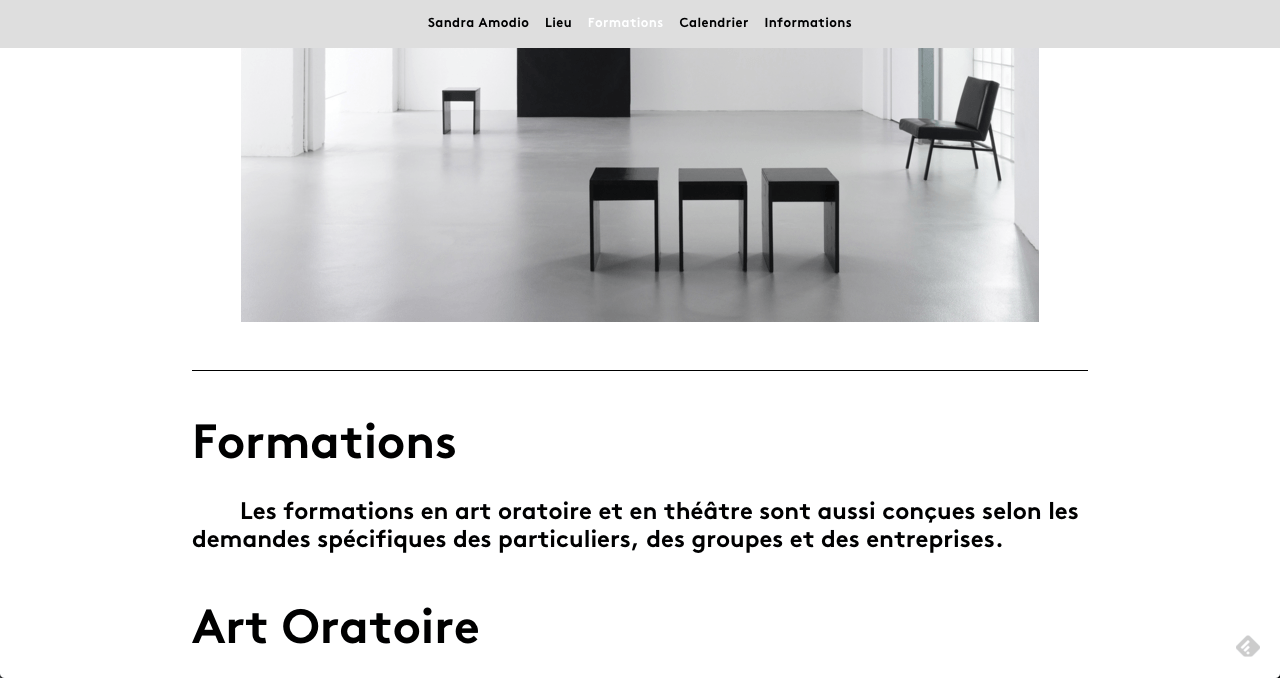 Sandra Amodio Lieu Formations Calendrier Informations
Formations
Les formations en art oratoire et en théâtre sont aussi conçues selon les
demandes spécifiques des particuliers, des groupes et des entreprises.
Art Oratoire